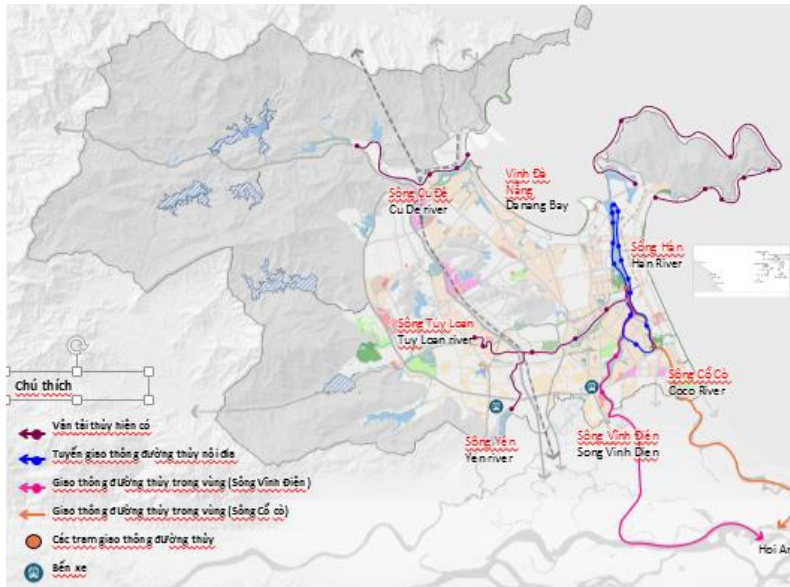 Sông Cu Đê
Cu De river
Vịnh Đà
Nẵng
Danang Bay
Sông Hàn
Han River
Sông Túy Loan
Tuy Loan river
Sông Cổ Cò
Coco River
Chú thích
Sông Yên
Yen river
Sông Vĩnh Điện
Song Vinh Dien
Vận tải thủy hiện có
Tuyến giao thông đường thủy nội địa
Giao thông đường thủy trong vùng (Sông Vĩnh Điện )
Giao thông đường thủy trong vùng (Sông Cổ cò)
Các trạm giao thông đường thủy
Bến xe
Hoi An